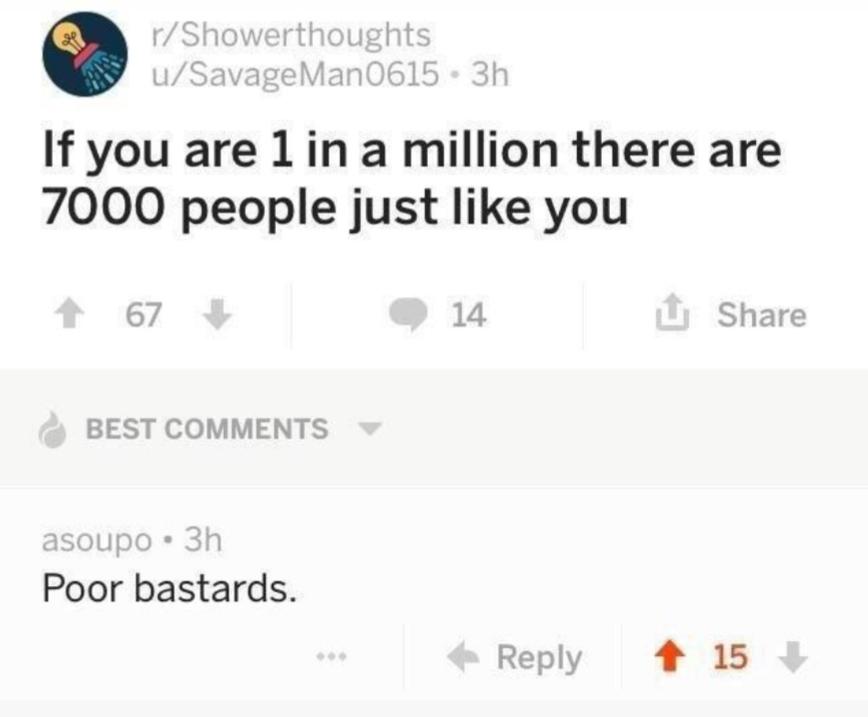 r/Showerthoughts
u/SavageMan0615 • 3h
If you are 1 in a million there are
7000 people just like you
67
14
Share
BEST COMMENTS
asoupo • 3h
Poor bastards.
... Reply 15